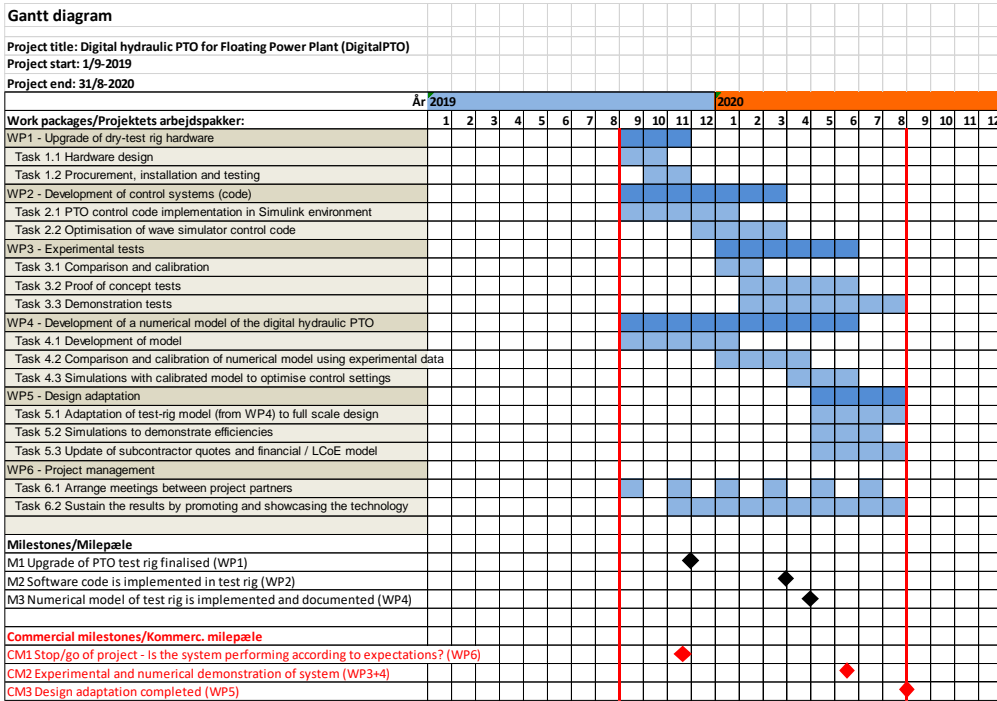 Gantt diagram
Project title: Digital hydraulic PTO for Floating Power Plant (DigitalPTO)
Project start: 1/9-2019
Project end: 31/8-2020
År 2019 2020
Work packages/Projektets arbejdspakker: 1 2 3 4 5 6 7 8 9 10 11 12 1 2 3 4 5 6 7 8 9 10 11 12
WP1 - Upgrade of dry-test rig hardware
Task 1.1 Hardware design
Task 1.2 Procurement, installation and testing
WP2 - Development of control systems (code)
Task 2.1 PTO control code implementation in Simulink environment
Task 2.2 Optimisation of wave simulator control code
WP3 - Experimental tests
Task 3.1 Comparison and calibration
Task 3.2 Proof of concept tests
Task 3.3 Demonstration tests
WP4 - Development of a numerical model of the digital hydraulic PTO
Task 4.1 Development of model
Task 4.2 Comparison and calibration of numerical model using experimental data
Task 4.3 Simulations with calibrated model to optimise control settings
WP5 - Design adaptation
Task 5.1 Adaptation of test-rig model (from WP4) to full scale design
Task 5.2 Simulations to demonstrate efficiencies
Task 5.3 Update of subcontractor quotes and financial / LCoE model
WP6 - Project management
Task 6.1 Arrange meetings between project partners
Task 6.2 Sustain the results by promoting and showcasing the technology
Milestones/Milepæle
M1 Upgrade of PTO test rig finalised (WP1)
M2 Software code is implemented in test rig (WP2)
M3 Numerical model of test rig is implemented and documented (WP4)
Commercial milestones/Kommerc. milepæle
CM1 Stop/go of project - Is the system performing according to expectations? (WP6)
CM2 Experimental and numerical demonstration of system (WP3+4)
CM3 Design adaptation completed (WP5)